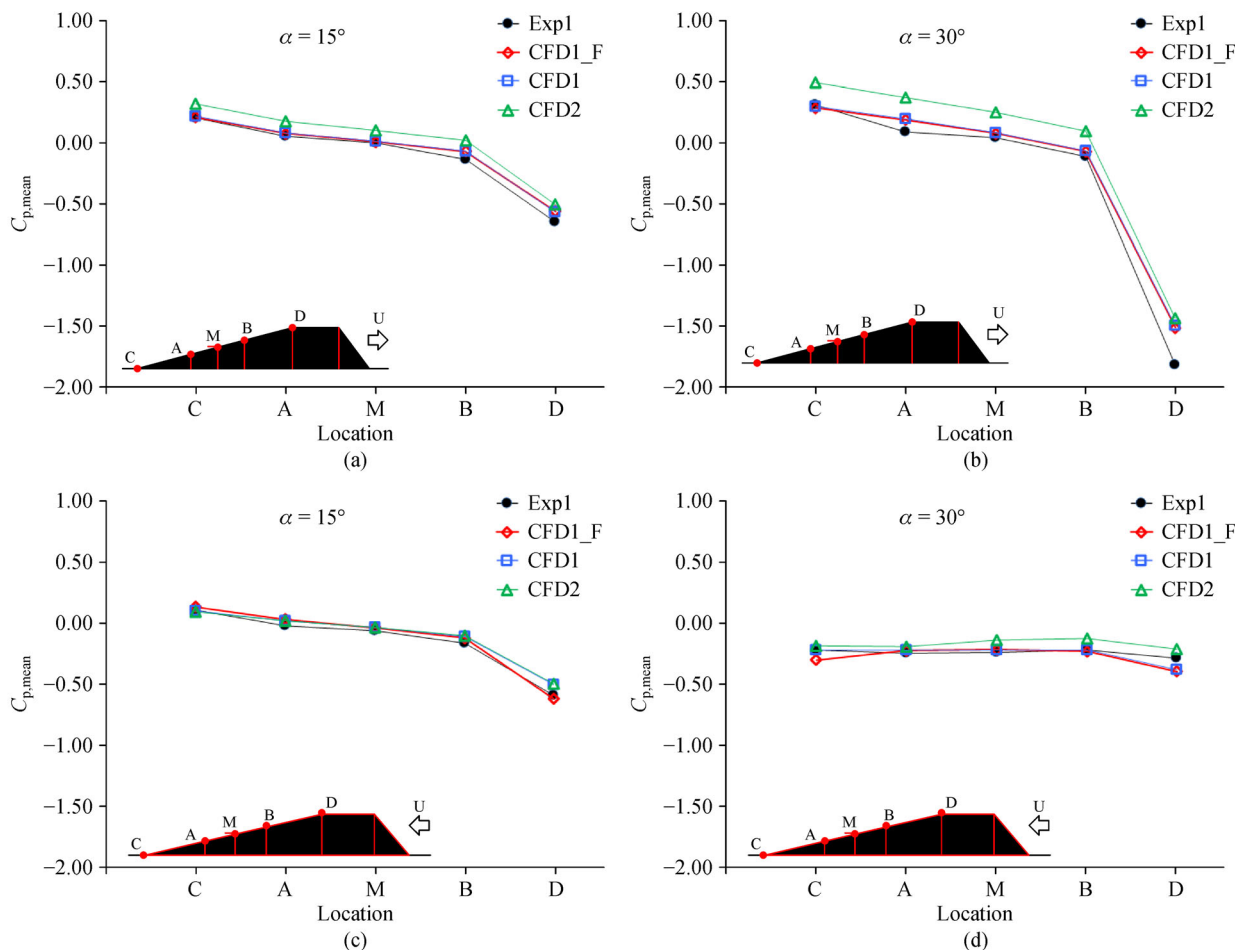 1.00
0.50
0.00
−0.50
−1.00
−1.50
−2.00
Cp,mean
α = 15°
Exp1
CFD1_F
CFD1
CFD2
C
A
M
B
D
U
C A M B D
Location
(a)
1.00
0.50
0.00
−0.50
−1.00
−1.50
−2.00
Cp,mean
α = 30°
Exp1
CFD1_F
CFD1
CFD2
C
A
M
B
D
U
C A M B D
Location
(b)
1.00
0.50
0.00
−0.50
−1.00
−1.50
−2.00
Cp,mean
α = 15°
Exp1
CFD1_F
CFD1
CFD2
C
A
M
B
D
U
C A M B D
Location
(c)
1.00
0.50
0.00
−0.50
−1.00
−1.50
−2.00
Cp,mean
α = 30°
Exp1
CFD1_F
CFD1
CFD2
C
A
M
B
D
U
C A M B D
Location
(d)